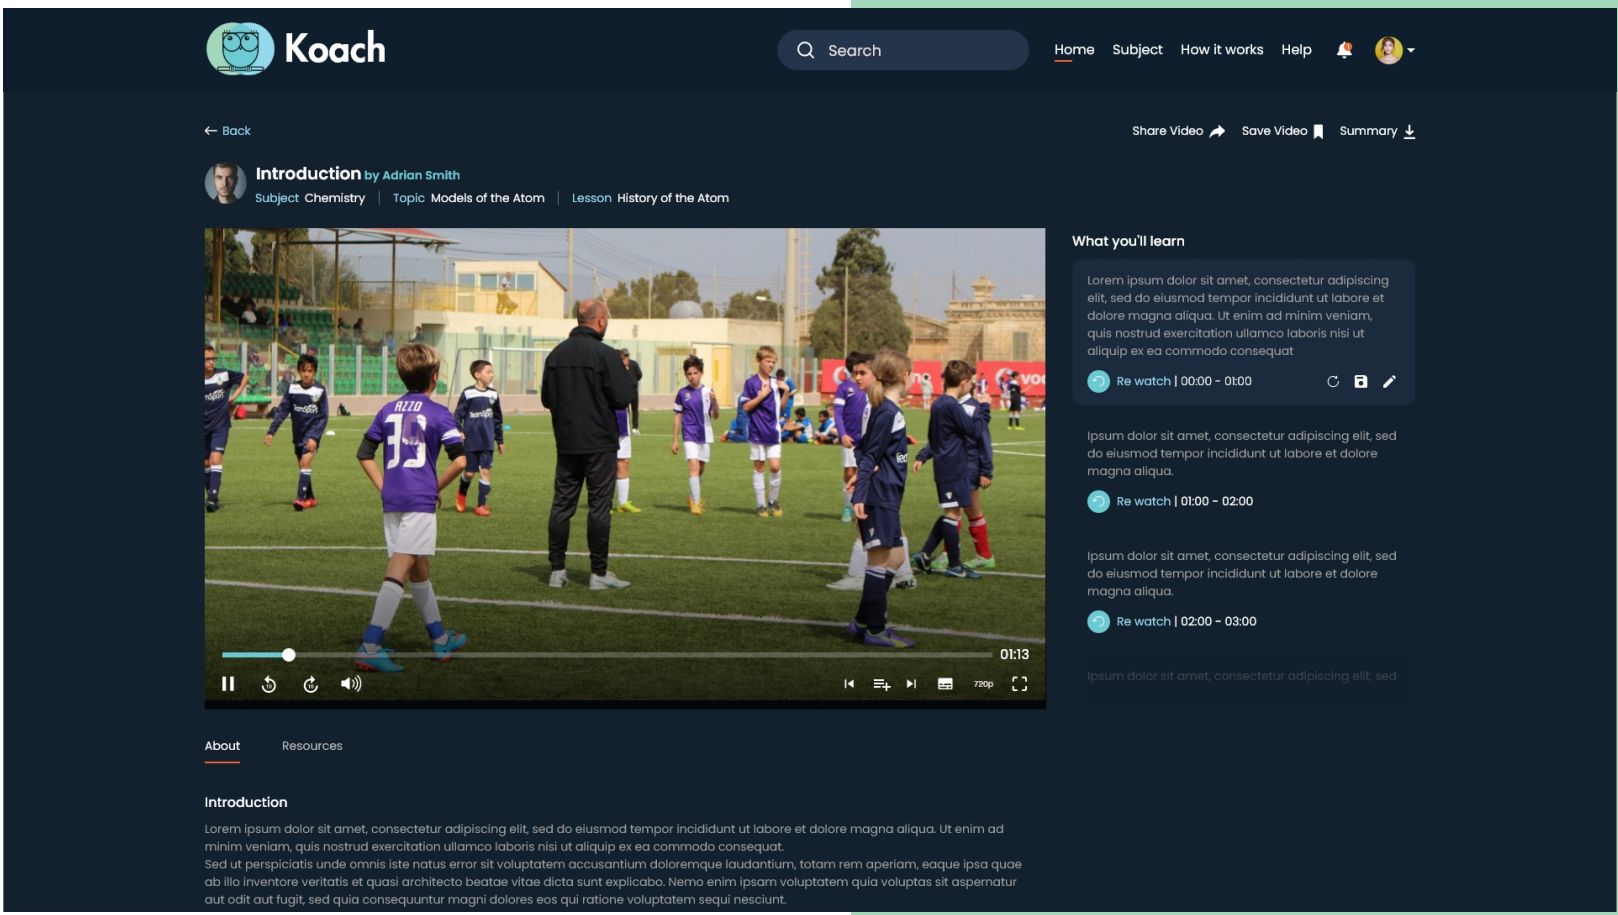 Koach
Search
Home Subject How it works Help
Back
Share Video Save Video Summary
Introduction by Adrian Smith
Subject Chemistry | Topic Models of the Atom | Lesson History of the Atom
AZZO
39
01:13
10 10 720p
What you'll learn
Lorem ipsum dolor sit amet, consectetur adipiscing
elit, sed do eiusmod tempor incididunt ut labore et
dolore magna aliqua. Ut enim ad minim veniam,
quis nostrud exercitation ullamco laboris nisi ut
aliquip ex ea commodo consequat
Re watch | 00:00 - 01:00
Ipsum dolor sit amet, consectetur adipiscing elit, sed
do eiusmod tempor incididunt ut labore et dolore
magna aliqua.
Re watch | 01:00 - 02:00
Ipsum dolor sit amet, consectetur adipiscing elit, sed
do eiusmod tempor incididunt ut labore et dolore
magna aliqua.
Re watch | 02:00 - 03:00
Ipsum dolor sit amet, consectetur adipiscing elit, sed
About Resources
Introduction
Lorem ipsum dolor sit amet, consectetur adipiscing elit, sed do eiusmod tempor incididunt ut labore et dolore magna aliqua. Ut enim ad
minim veniam, quis nostrud exercitation ullamco laboris nisi ut aliquip ex ea commodo consequat.
Sed ut perspiciatis unde omnis iste natus error sit voluptatem accusantium doloremque laudantium, totam rem aperiam, eaque ipsa quae
ab illo inventore veritatis et quasi architecto beatae vitae dicta sunt explicabo. Nemo enim ipsam voluptatem quia voluptas sit aspernatur
aut odit aut fugit, sed quia consequuntur magni dolores eos qui ratione voluptatem sequi nesciunt.